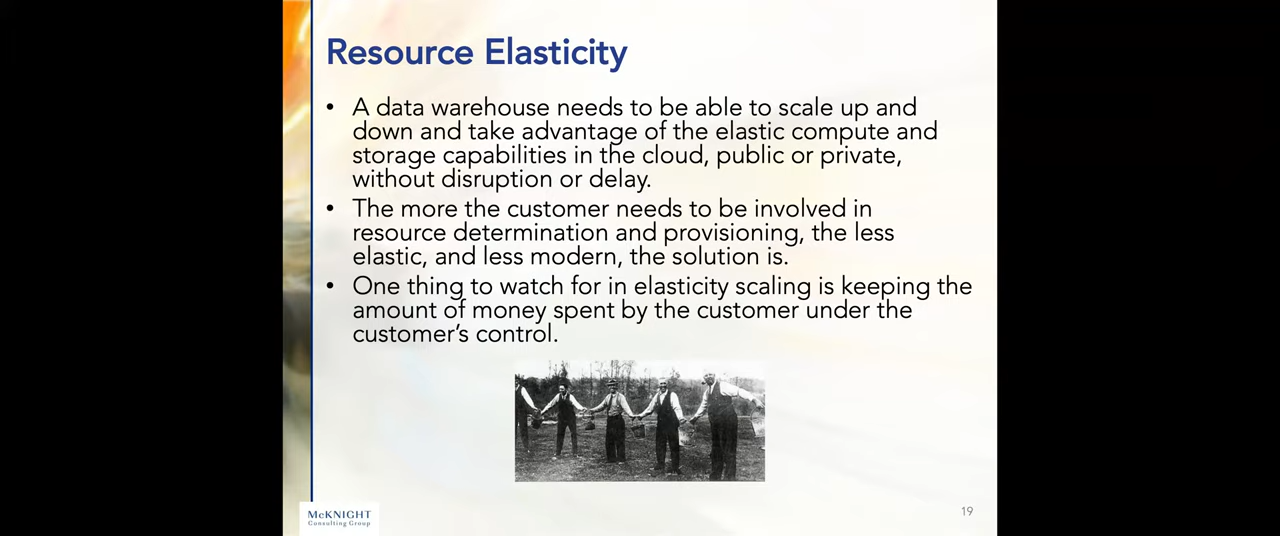 Resource Elasticity
• A data warehouse needs to be able to scale up and
down and take advantage of the elastic compute and
storage capabilities in the cloud, public or private,
without disruption or delay.
• The more the customer needs to be involved in
resource determination and provisioning, the less
elastic, and less modern, the solution is.
• One thing to watch for in elasticity scaling is keeping the
amount of money spent by the customer under the
customer’s control.
McKNIGHT
Consulting Group
19